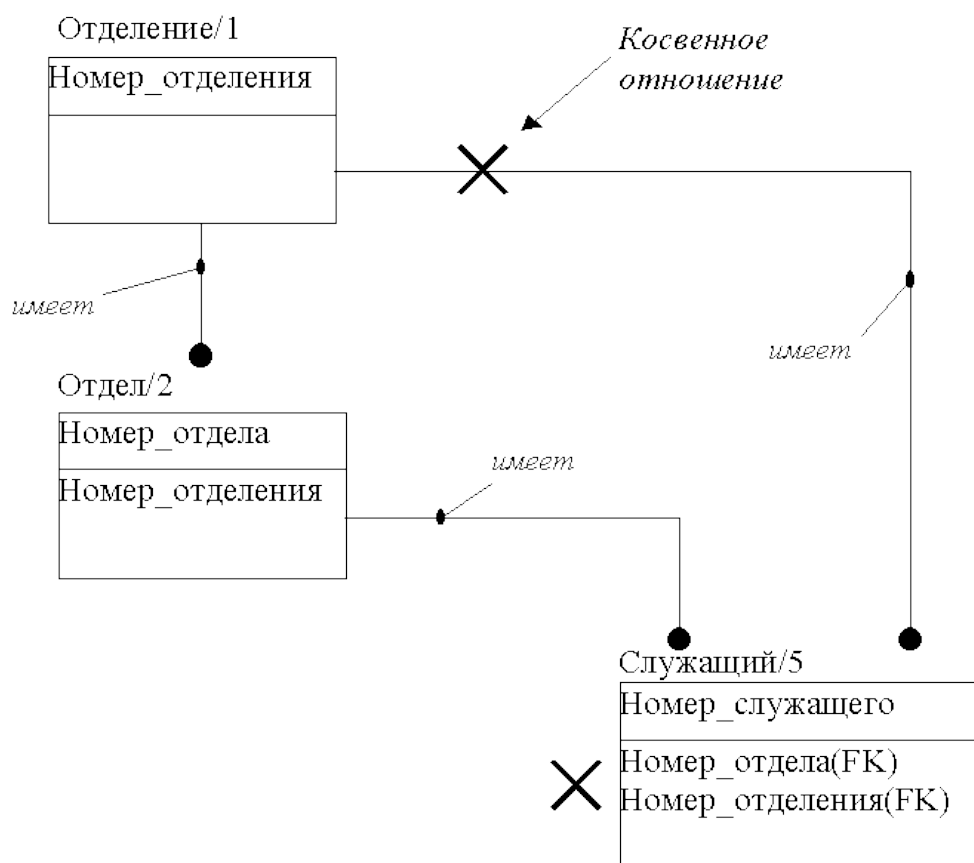 Отделение/1
Номер_отделения
Косвенное
отношение
имеет
имеет
Отдел/2
Номер_отдела
Номер_отделения
имеет
Служащий/5
Номер_служащего
Номер_отдела(FK)
Номер_отделения(FK)